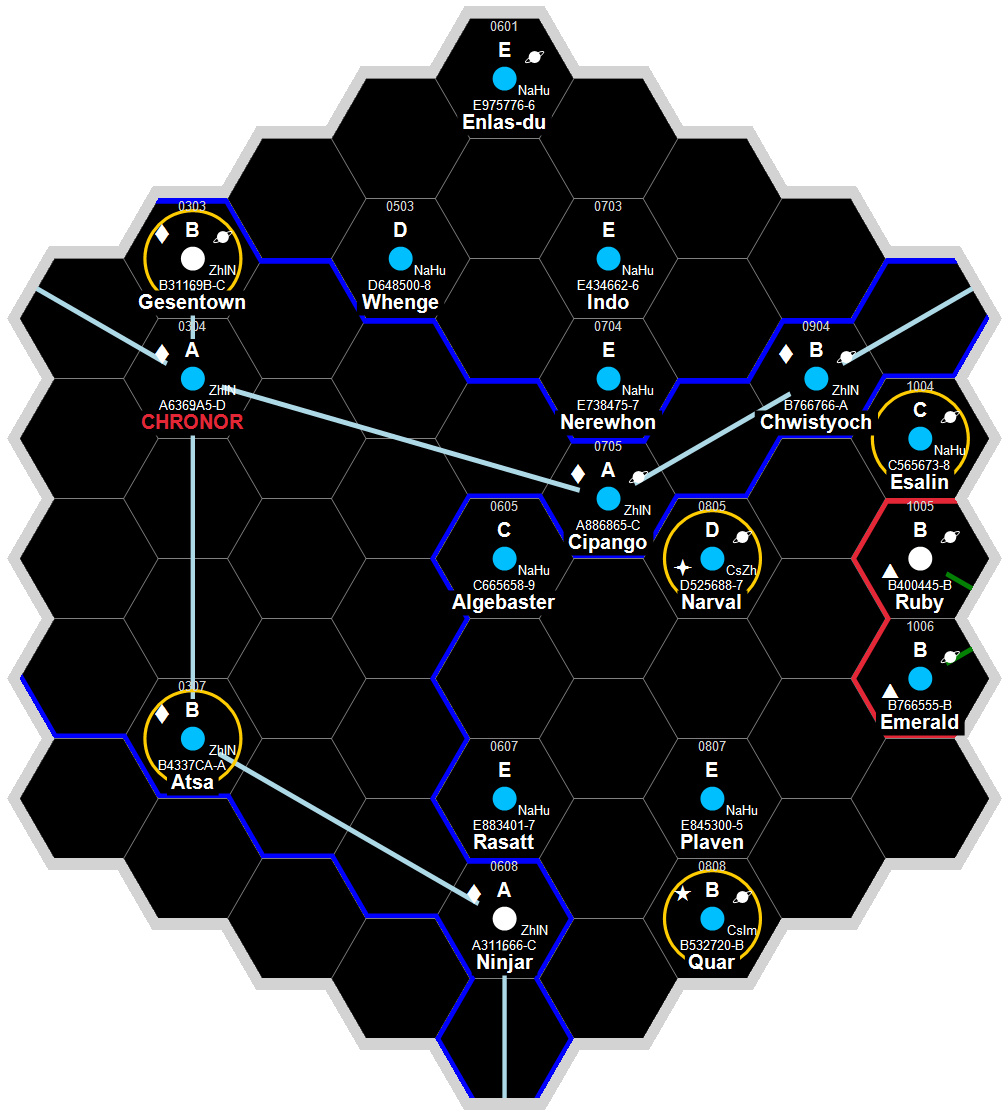 0601
E
NaHu
E975776-6
Enlas-du
0303
B
ZhIN
B31169B-C
Gesentown
0503
D
NaHu
D648500-8
Whenge
0703
E
NaHu
E434662-6
Indo
0304
A
ZhIN
A6369A5-D
CHRONOR
0704
E
NaHu
E738475-7
Nerewhon
0904
B
ZhIN
B766766-A
Chwistyoch
1004
C
NaHu
C565673-8
Esalin
0705
A
ZhIN
A886865-C
Cipango
0605
C
NaHu
C665658-9
Algebaster
0805
D
CsZh
D525688-7
Narval
1005
B
B400445-B
Ruby
1006
B
B766555-B
Emerald
0307
B
ZhIN
B4337CA-A
Atsa
0607
E
NaHu
E883401-7
Rasatt
0807
E
NaHu
E845300-5
Plaven
0608
A
ZhIN
A311666-C
Ninjar
0808
B
CsIm
B532720-B
Quar